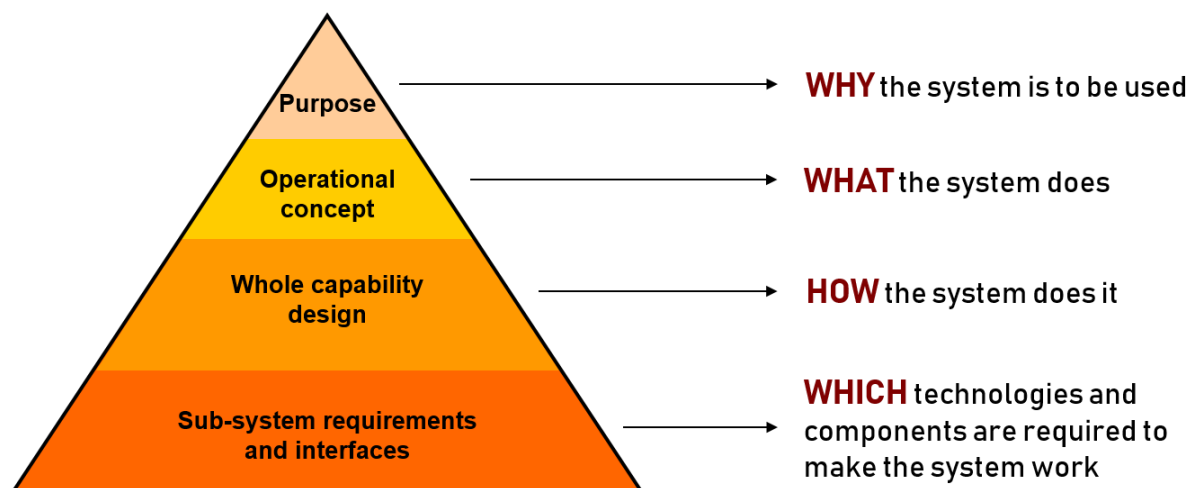 Purpose
WHY the system is to be used
Operational
concept
WHAT the system does
Whole capability
design
HOW the system does it
Sub-system requirements
and interfaces
WHICH technologies and
components are required to
make the system work